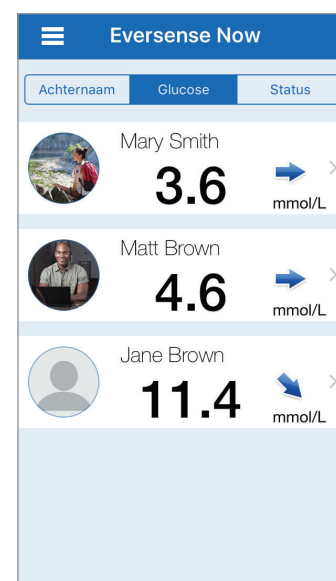 Eversense Now
Achternaam Glucose Status
Mary Smith
3.6
mmol/L
Matt Brown
4.6
mmol/L
Jane Brown
11.4
mmol/L